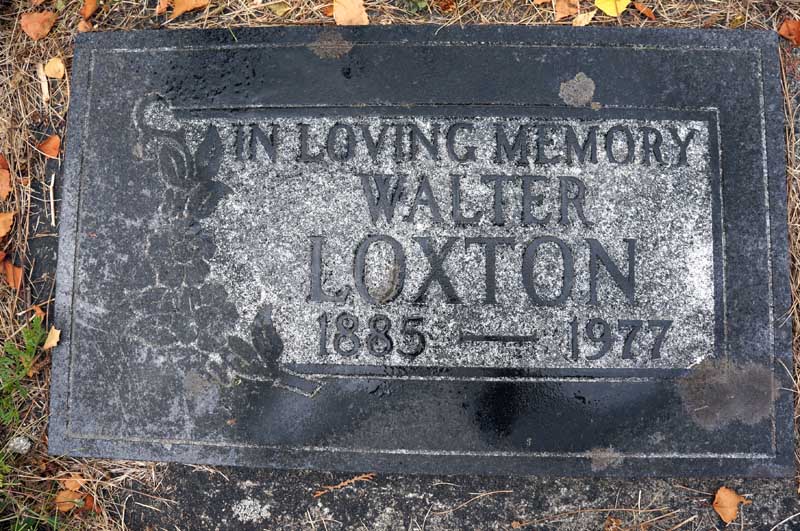 IN LOVING MEMORY
WALTER
LOXTON
1885 — 1977